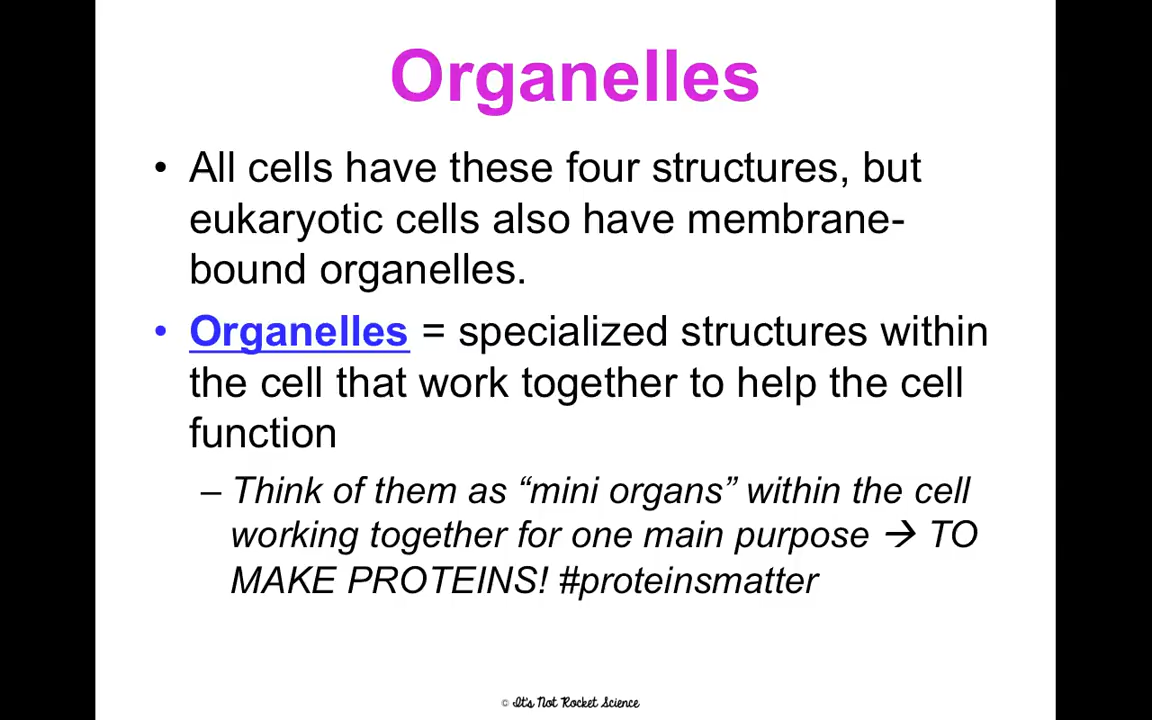 Organelles
• All cells have these four structures, but
eukaryotic cells also have membrane-
bound organelles.
• Organelles = specialized structures within
the cell that work together to help the cell
function
– Think of them as “mini organs” within the cell
working together for one main purpose → TO
MAKE PROTEINS! #proteinsmatter
© It's Not Rocket Science